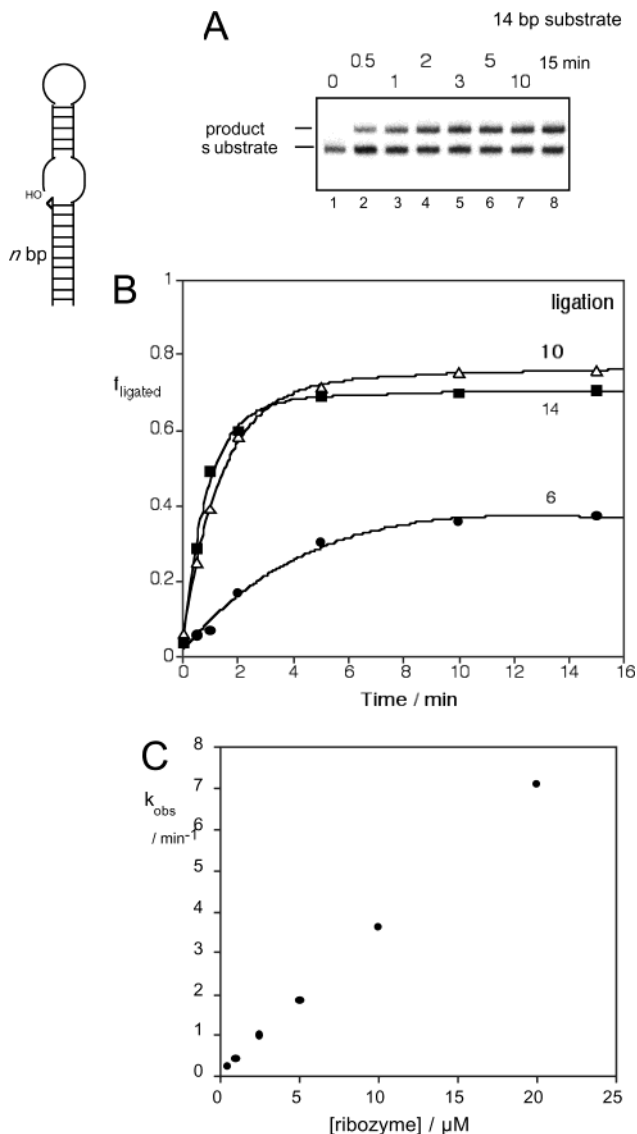 A
14 bp substrate
0.5 2 5 15 min
0 1 3 10
product
s ubstrate
1 2 3 4 5 6 7 8
HO
n bp
B
ligation
1
0.8
0.6
0.4
0.2
0
f ligated
10
14
6
0 2 4 6 8 10 12 14 16
Time / min
C
8
7
6
5
4
3
2
1
0
k obs
/ min-1
0 5 10 15 20 25
[ribozyme] / µM